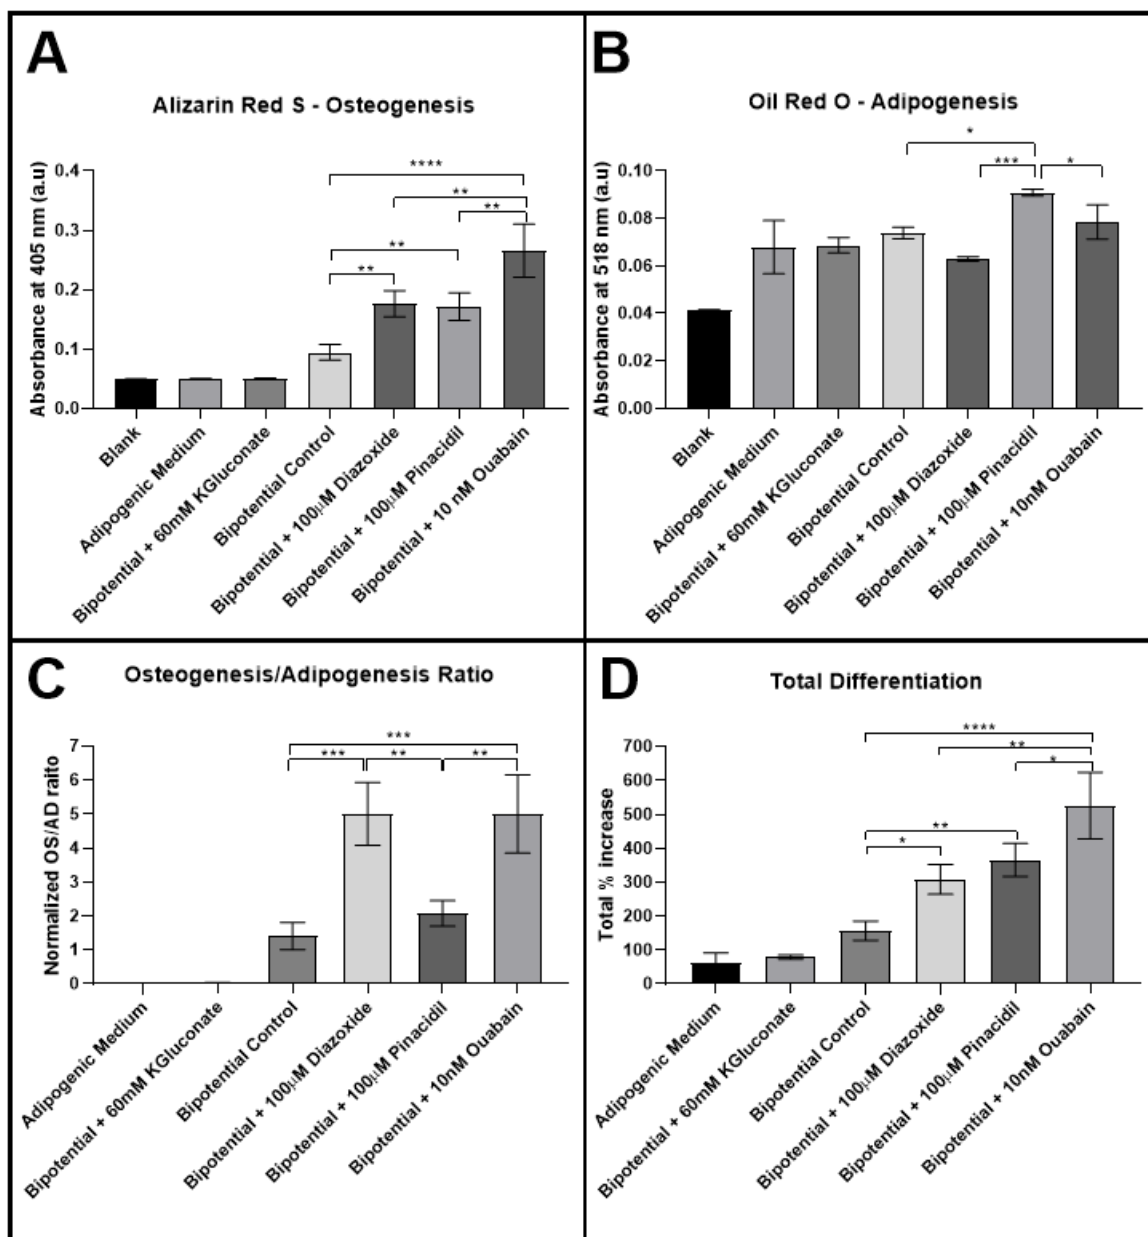 A
Alizarin Red S - Osteogenesis
Absorbance at 405 nm (a.u)
0.4
0.3
0.2
0.1
0.0
****
**
**
**
**
Blank
Adipogenic Medium
Bipotential + 60mM KGluconate
Bipotential Control
Bipotential + 100μM Diazoxide
Bipotential + 100μM Pinacidil
Bipotential + 10 nM Ouabain
B
Oil Red O - Adipogenesis
Absorbance at 518 nm (a.u)
0.10
0.08
0.06
0.04
0.02
0.00
*
***
*
Blank
Adipogenic Medium
Bipotential + 60mM KGluconate
Bipotential Control
Bipotential + 100μM Diazoxide
Bipotential + 100μM Pinacidil
Bipotential + 10nM Ouabain
C
Osteogenesis/Adipogenesis Ratio
Normalized OS/AD raito
7
6
5
4
3
2
1
0
***
***
**
**
Adipogenic Medium
Bipotential + 60mM KGluconate
Bipotential Control
Bipotential + 100μM Diazoxide
Bipotential + 100μM Pinacidil
Bipotential + 10nM Ouabain
D
Total Differentiation
Total % increase
700
600
500
400
300
200
100
0
****
**
*
**
*
Adipogenic Medium
Bipotential + 60mM KGluconate
Bipotential Control
Bipotential + 100μM Diazoxide
Bipotential + 100μM Pinacidil
Bipotential + 10nM Ouabain